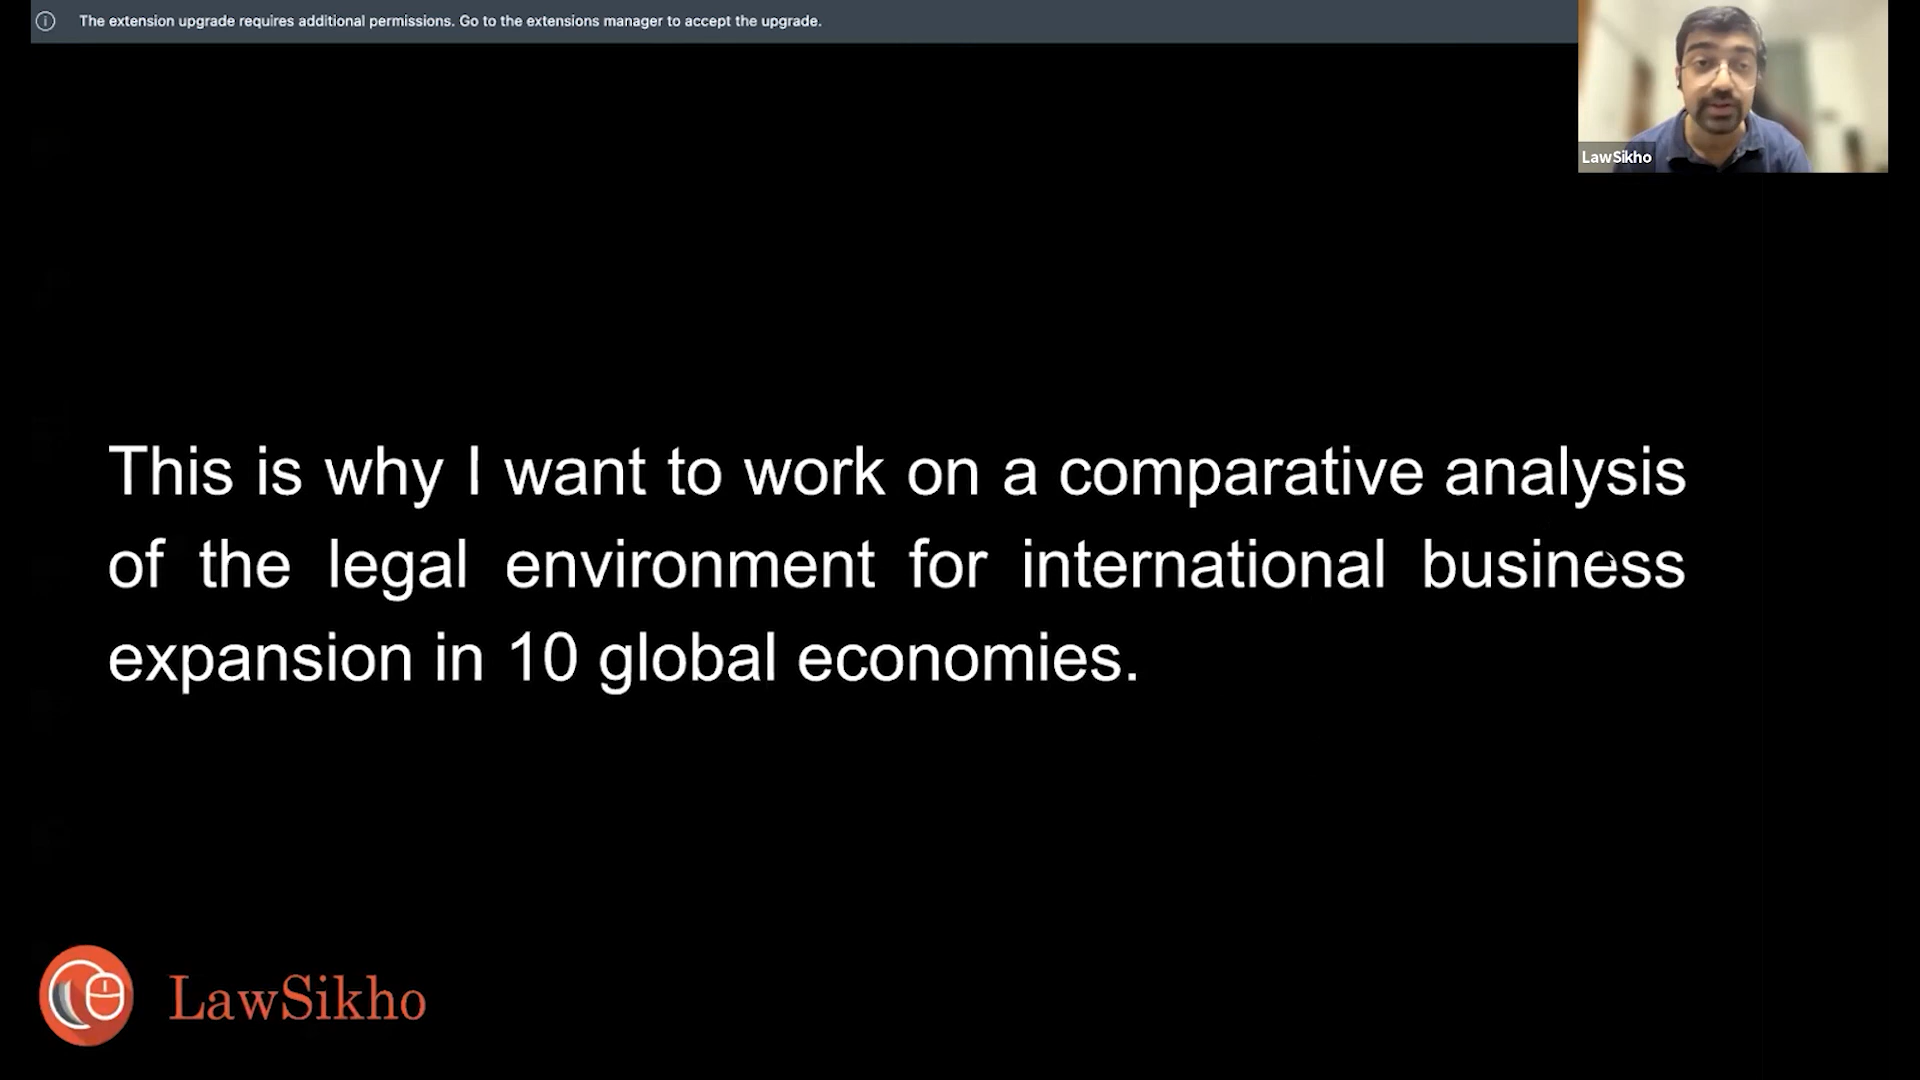 The extension upgrade requires additional permissions. Go to the extensions manager to accept the upgrade.
LawSikho
This is why I want to work on a comparative analysis
of the legal environment for international business
expansion in 10 global economies.
LawSikho